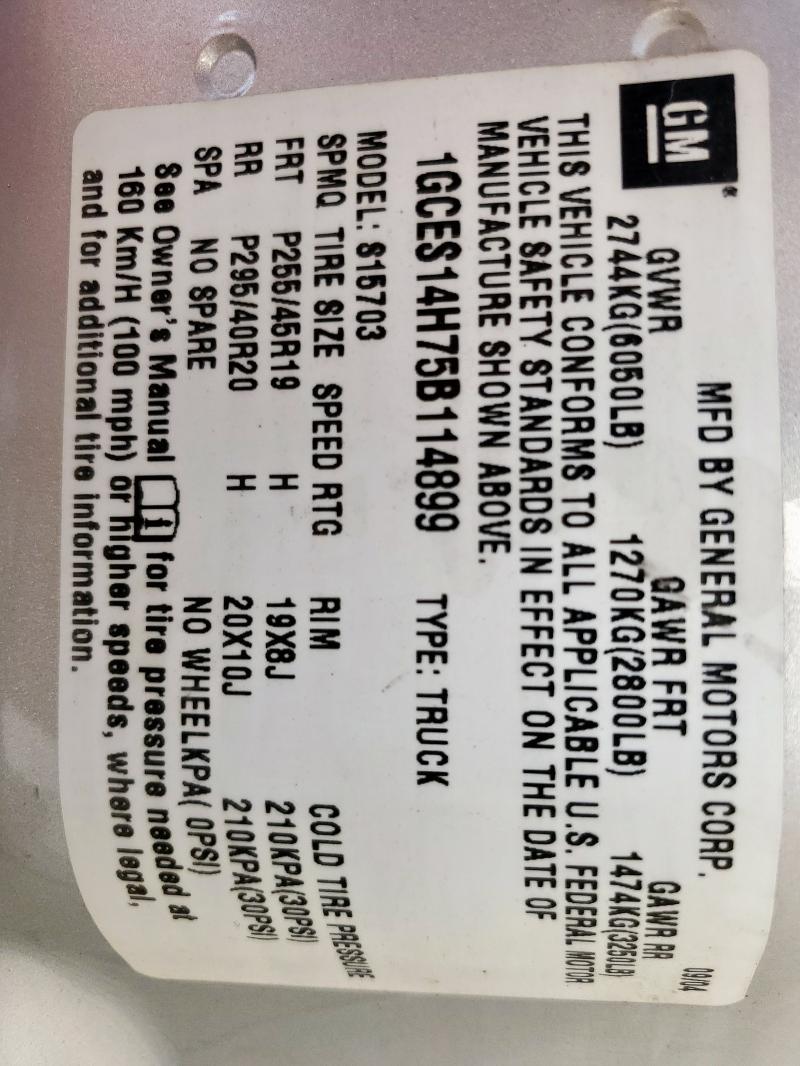 GM®
MFD BY GENERAL MOTORS CORP. 09/04
GVWR GAWR FRT GAWR RR
2744KG(6050LB) 1270KG(2800LB) 1474KG(3250LB)
THIS VEHICLE CONFORMS TO ALL APPLICABLE U.S. FEDERAL MOTOR
VEHICLE SAFETY STANDARDS IN EFFECT ON THE DATE OF
MANUFACTURE SHOWN ABOVE.
1GCES14H75B114899 TYPE: TRUCK
MODEL: S15703
SPMQ TIRE SIZE SPEED RTG RIM COLD TIRE PRESSURE
FRT P255/45R19 H 19X8J 210KPA(30PSI)
RR P295/40R20 H 20X10J 210KPA(30PSI)
SPA NO SPARE NO WHEELKPA( 0PSI)
See Owner's Manual i for tire pressure needed at
160 Km/H (100 mph) or higher speeds, where legal,
and for additional tire information.